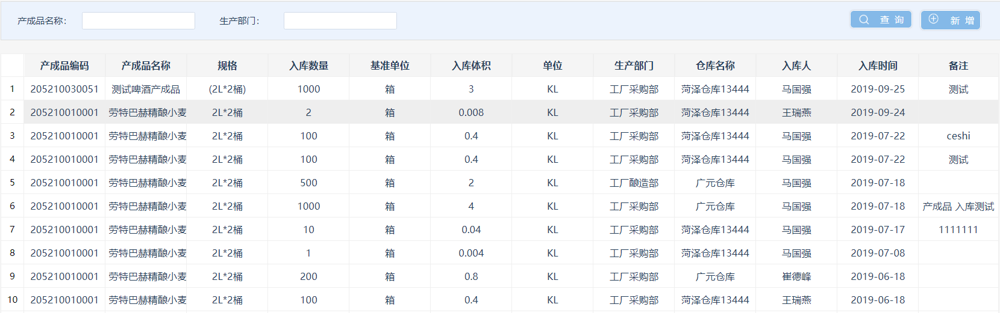 产成品名称： 生产部门： 查 询 新 增
产成品编码 产成品名称 规格 入库数量 基准单位 入库体积 单位 生产部门 仓库名称 入库人 入库时间 备注
1 205210030051 测试啤酒产成品 (2L*2桶) 1000 箱 3 KL 工厂采购部 菏泽仓库13444 马国强 2019-09-25 测试
2 205210010001 劳特巴赫精酿小麦 2L*2桶 2 箱 0.008 KL 工厂采购部 菏泽仓库13444 王瑞燕 2019-09-24
3 205210010001 劳特巴赫精酿小麦 2L*2桶 100 箱 0.4 KL 工厂采购部 菏泽仓库13444 马国强 2019-07-22 ceshi
4 205210010001 劳特巴赫精酿小麦 2L*2桶 100 箱 0.4 KL 工厂采购部 菏泽仓库13444 马国强 2019-07-22 测试
5 205210010001 劳特巴赫精酿小麦 2L*2桶 500 箱 2 KL 工厂酿造部 广元仓库 马国强 2019-07-18
6 205210010001 劳特巴赫精酿小麦 2L*2桶 1000 箱 4 KL 工厂采购部 广元仓库 马国强 2019-07-18 产成品 入库测试
7 205210010001 劳特巴赫精酿小麦 2L*2桶 10 箱 0.04 KL 工厂采购部 菏泽仓库13444 马国强 2019-07-17 1111111
8 205210010001 劳特巴赫精酿小麦 2L*2桶 1 箱 0.004 KL 工厂采购部 菏泽仓库13444 马国强 2019-07-08
9 205210010001 劳特巴赫精酿小麦 2L*2桶 200 箱 0.8 KL 工厂采购部 广元仓库 崔德峰 2019-06-18
10 205210010001 劳特巴赫精酿小麦 2L*2桶 100 箱 0.4 KL 工厂采购部 菏泽仓库13444 王瑞燕 2019-06-18